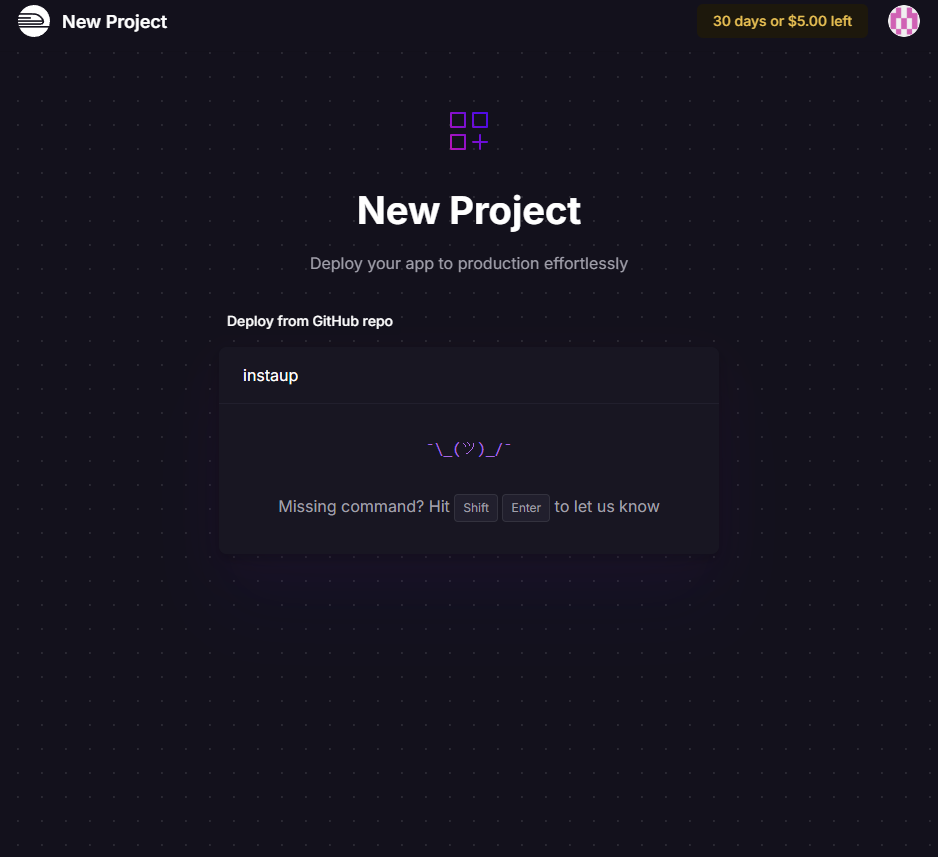 New Project
30 days or $5.00 left
New Project
Deploy your app to production effortlessly
Deploy from GitHub repo
instaup
¯\_(ツ)_/¯
Missing command? Hit Shift Enter to let us know